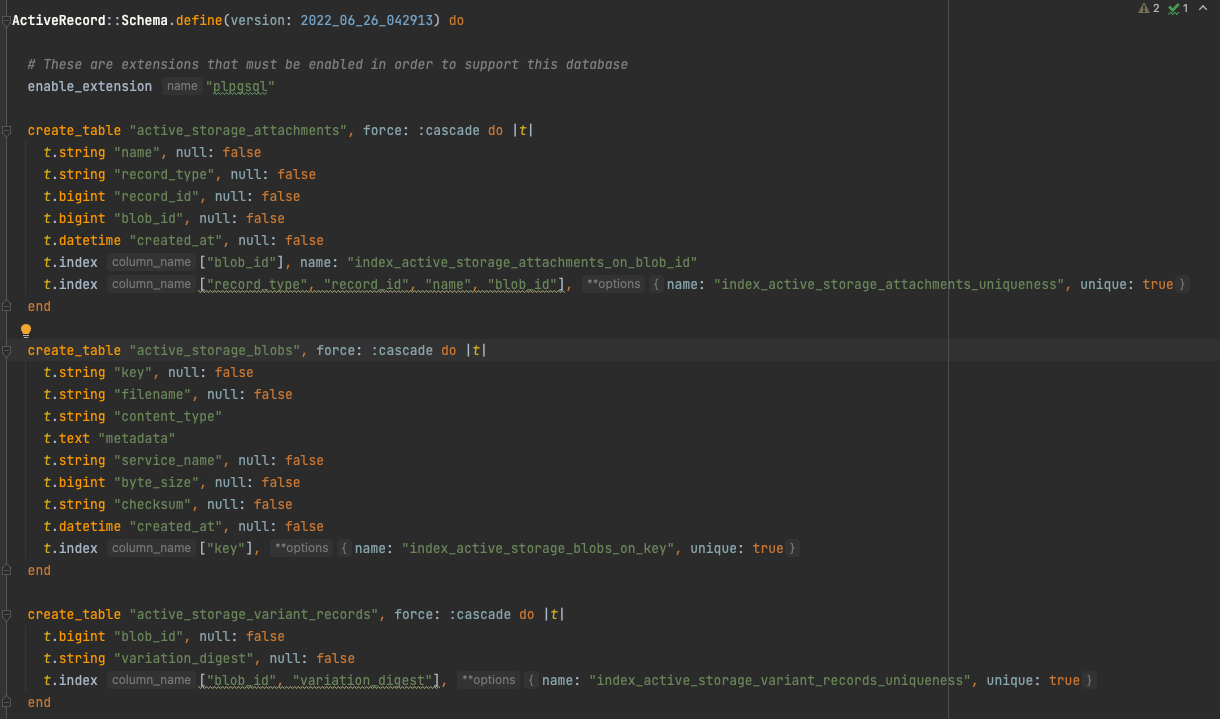 ActiveRecord::Schema.define(version: 2022_06_26_042913) do
2 1
# These are extensions that must be enabled in order to support this database
enable_extension name "plpgsql"
create_table "active_storage_attachments", force: :cascade do |t|
t.string "name", null: false
t.string "record_type", null: false
t.bigint "record_id", null: false
t.bigint "blob_id", null: false
t.datetime "created_at", null: false
t.index column_name ["blob_id"], name: "index_active_storage_attachments_on_blob_id"
t.index column_name ["record_type", "record_id", "name", "blob_id"], **options { name: "index_active_storage_attachments_uniqueness", unique: true }
end
create_table "active_storage_blobs", force: :cascade do |t|
t.string "key", null: false
t.string "filename", null: false
t.string "content_type"
t.text "metadata"
t.string "service_name", null: false
t.bigint "byte_size", null: false
t.string "checksum", null: false
t.datetime "created_at", null: false
t.index column_name ["key"], **options { name: "index_active_storage_blobs_on_key", unique: true }
end
create_table "active_storage_variant_records", force: :cascade do |t|
t.bigint "blob_id", null: false
t.string "variation_digest", null: false
t.index column_name ["blob_id", "variation_digest"], **options { name: "index_active_storage_variant_records_uniqueness", unique: true }
end